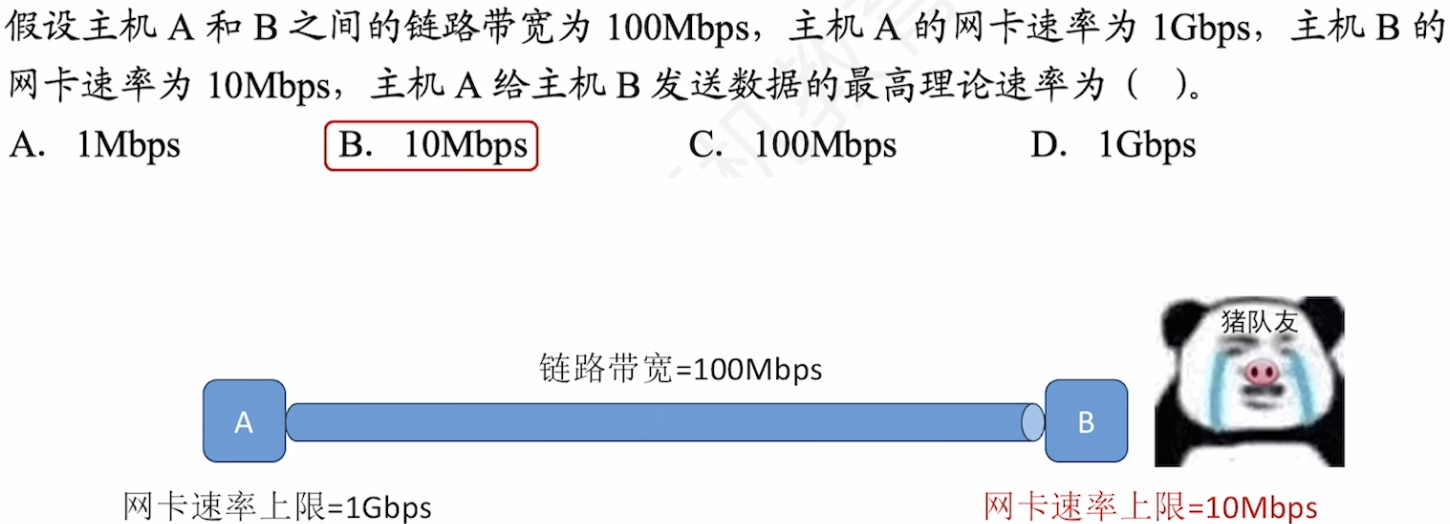 假设主机 A 和 B 之间的链路带宽为 100Mbps，主机 A 的网卡速率为 1Gbps，主机 B 的
网卡速率为 10Mbps，主机 A 给主机 B 发送数据的最高理论速率为（ ）。
A． 1Mbps B． 10Mbps C． 100Mbps D． 1Gbps
猪队友
链路带宽=100Mbps
A B
网卡速率上限=1Gbps 网卡速率上限=10Mbps